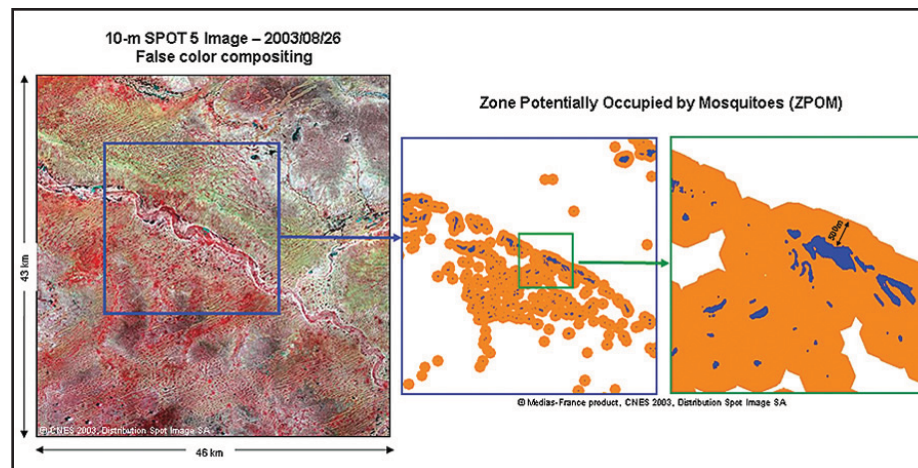 10-m SPOT 5 Image – 2003/08/26
False color compositing
Zone Potentially Occupied by Mosquitoes (ZPOM)
43 km
500m
© CNES 2003, Distribution Spot Image SA
© Medias-France product, CNES 2003, Distribution Spot Image SA
46 km